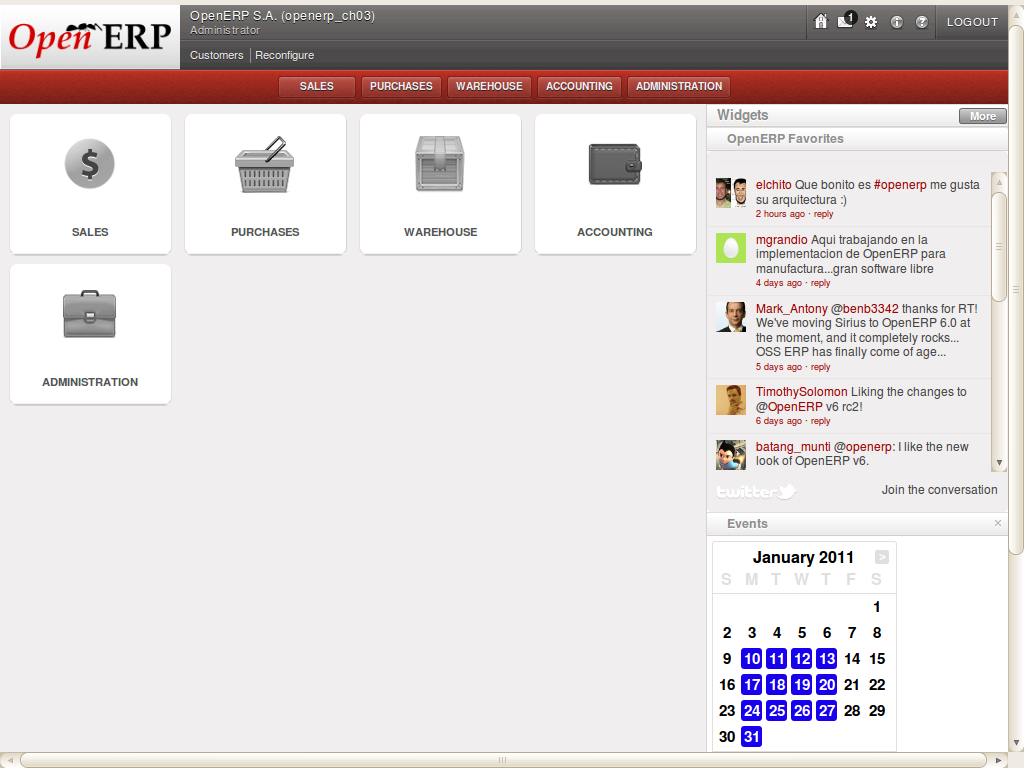 Open ERP
OpenERP S.A. (openerp_ch03)
Administrator
Customers
Reconfigure
1
LOGOUT
SALES
PURCHASES
WAREHOUSE
ACCOUNTING
ADMINISTRATION
SALES
PURCHASES
WAREHOUSE
ACCOUNTING
ADMINISTRATION
Widgets
More
OpenERP Favorites
elchito Que bonito es #openerp me gusta
su arquitectura :)
2 hours ago · reply
mgrandio Aqui trabajando en la
implementacion de OpenERP para
manufactura...gran software libre
4 days ago · reply
Mark_Antony @benb3342 thanks for RT!
We've moving Sirius to OpenERP 6.0 at
the moment, and it completely rocks...
OSS ERP has finally come of age...
5 days ago · reply
TimothySolomon Liking the changes to
@OpenERP v6 rc2!
6 days ago · reply
batang_munti @openerp: I like the new
look of OpenERP v6.
twitter
Join the conversation
Events
January 2011
S M T W T F S
1
2 3 4 5 6 7 8
9 10 11 12 13 14 15
16 17 18 19 20 21 22
23 24 25 26 27 28 29
30 31